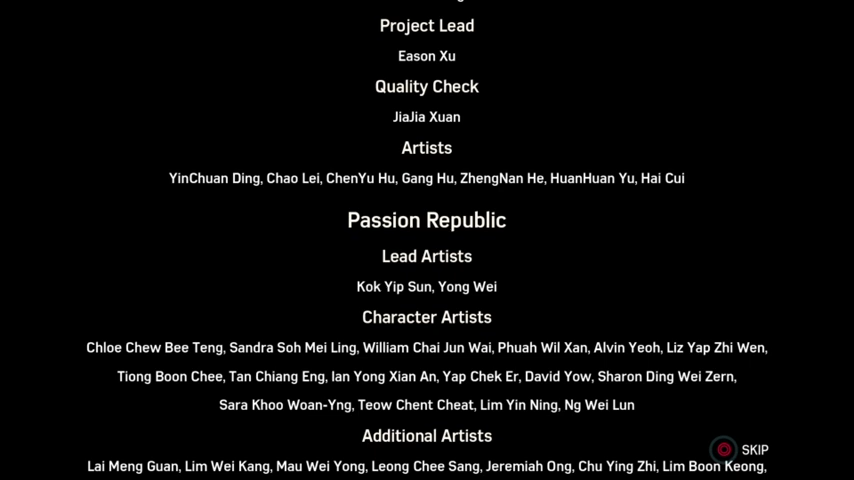 Project Lead
Eason Xu
Quality Check
JiaJia Xuan
Artists
YinChuan Ding, Chao Lei, ChenYu Hu, Gang Hu, ZhengNan He, HuanHuan Yu, Hai Cui
Passion Republic
Lead Artists
Kok Yip Sun, Yong Wei
Character Artists
Chloe Chew Bee Teng, Sandra Soh Mei Ling, William Chai Jun Wai, Phuah Wil Xan, Alvin Yeoh, Liz Yap Zhi Wen,
Tiong Boon Chee, Tan Chiang Eng, Ian Yong Xian An, Yap Chek Er, David Yow, Sharon Ding Wei Zern,
Sara Khoo Woan-Yng, Teow Chent Cheat, Lim Yin Ning, Ng Wei Lun
Additional Artists
SKIP
Lai Meng Guan, Lim Wei Kang, Mau Wei Yong, Leong Chee Sang, Jeremiah Ong, Chu Ying Zhi, Lim Boon Keong,